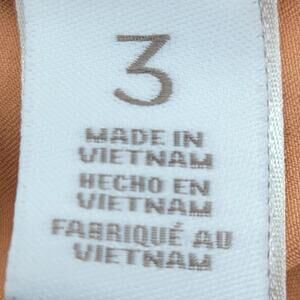 3
MADE IN
VIETNAM
HECHO EN
VIETNAM
FABRIQUÉ AU
VIETNAM